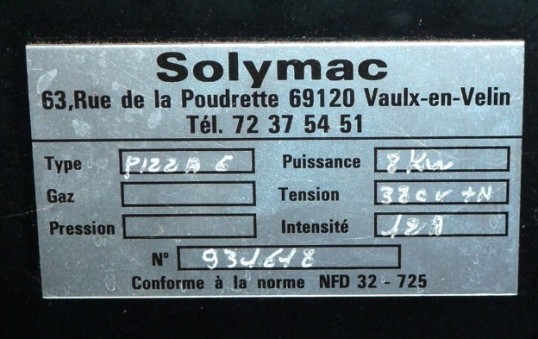 Solymac
63,Rue de la Poudrette 69120 Vaulx-en-Velin
Tél. 72 37 54 51
Type PIZZA 6 Puissance 8 Kw
Gaz Tension 380 V +N
Pression Intensité 12A
N° 931618
Conforme à la norme NFD 32 - 725